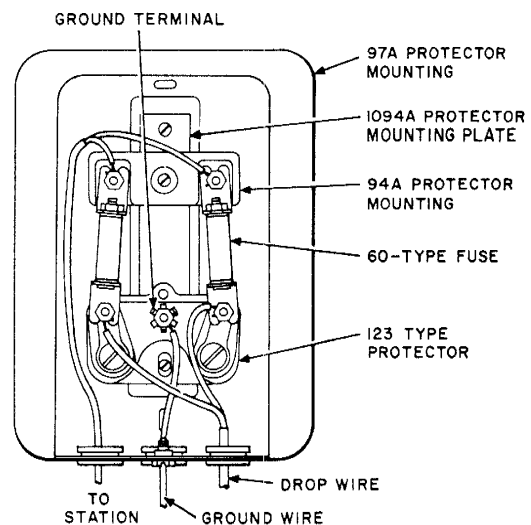 GROUND TERMINAL
97A PROTECTOR
MOUNTING
1094A PROTECTOR
MOUNTING PLATE
94A PROTECTOR
MOUNTING
60-TYPE FUSE
123 TYPE
PROTECTOR
DROP WIRE
TO
STATION
GROUND WIRE